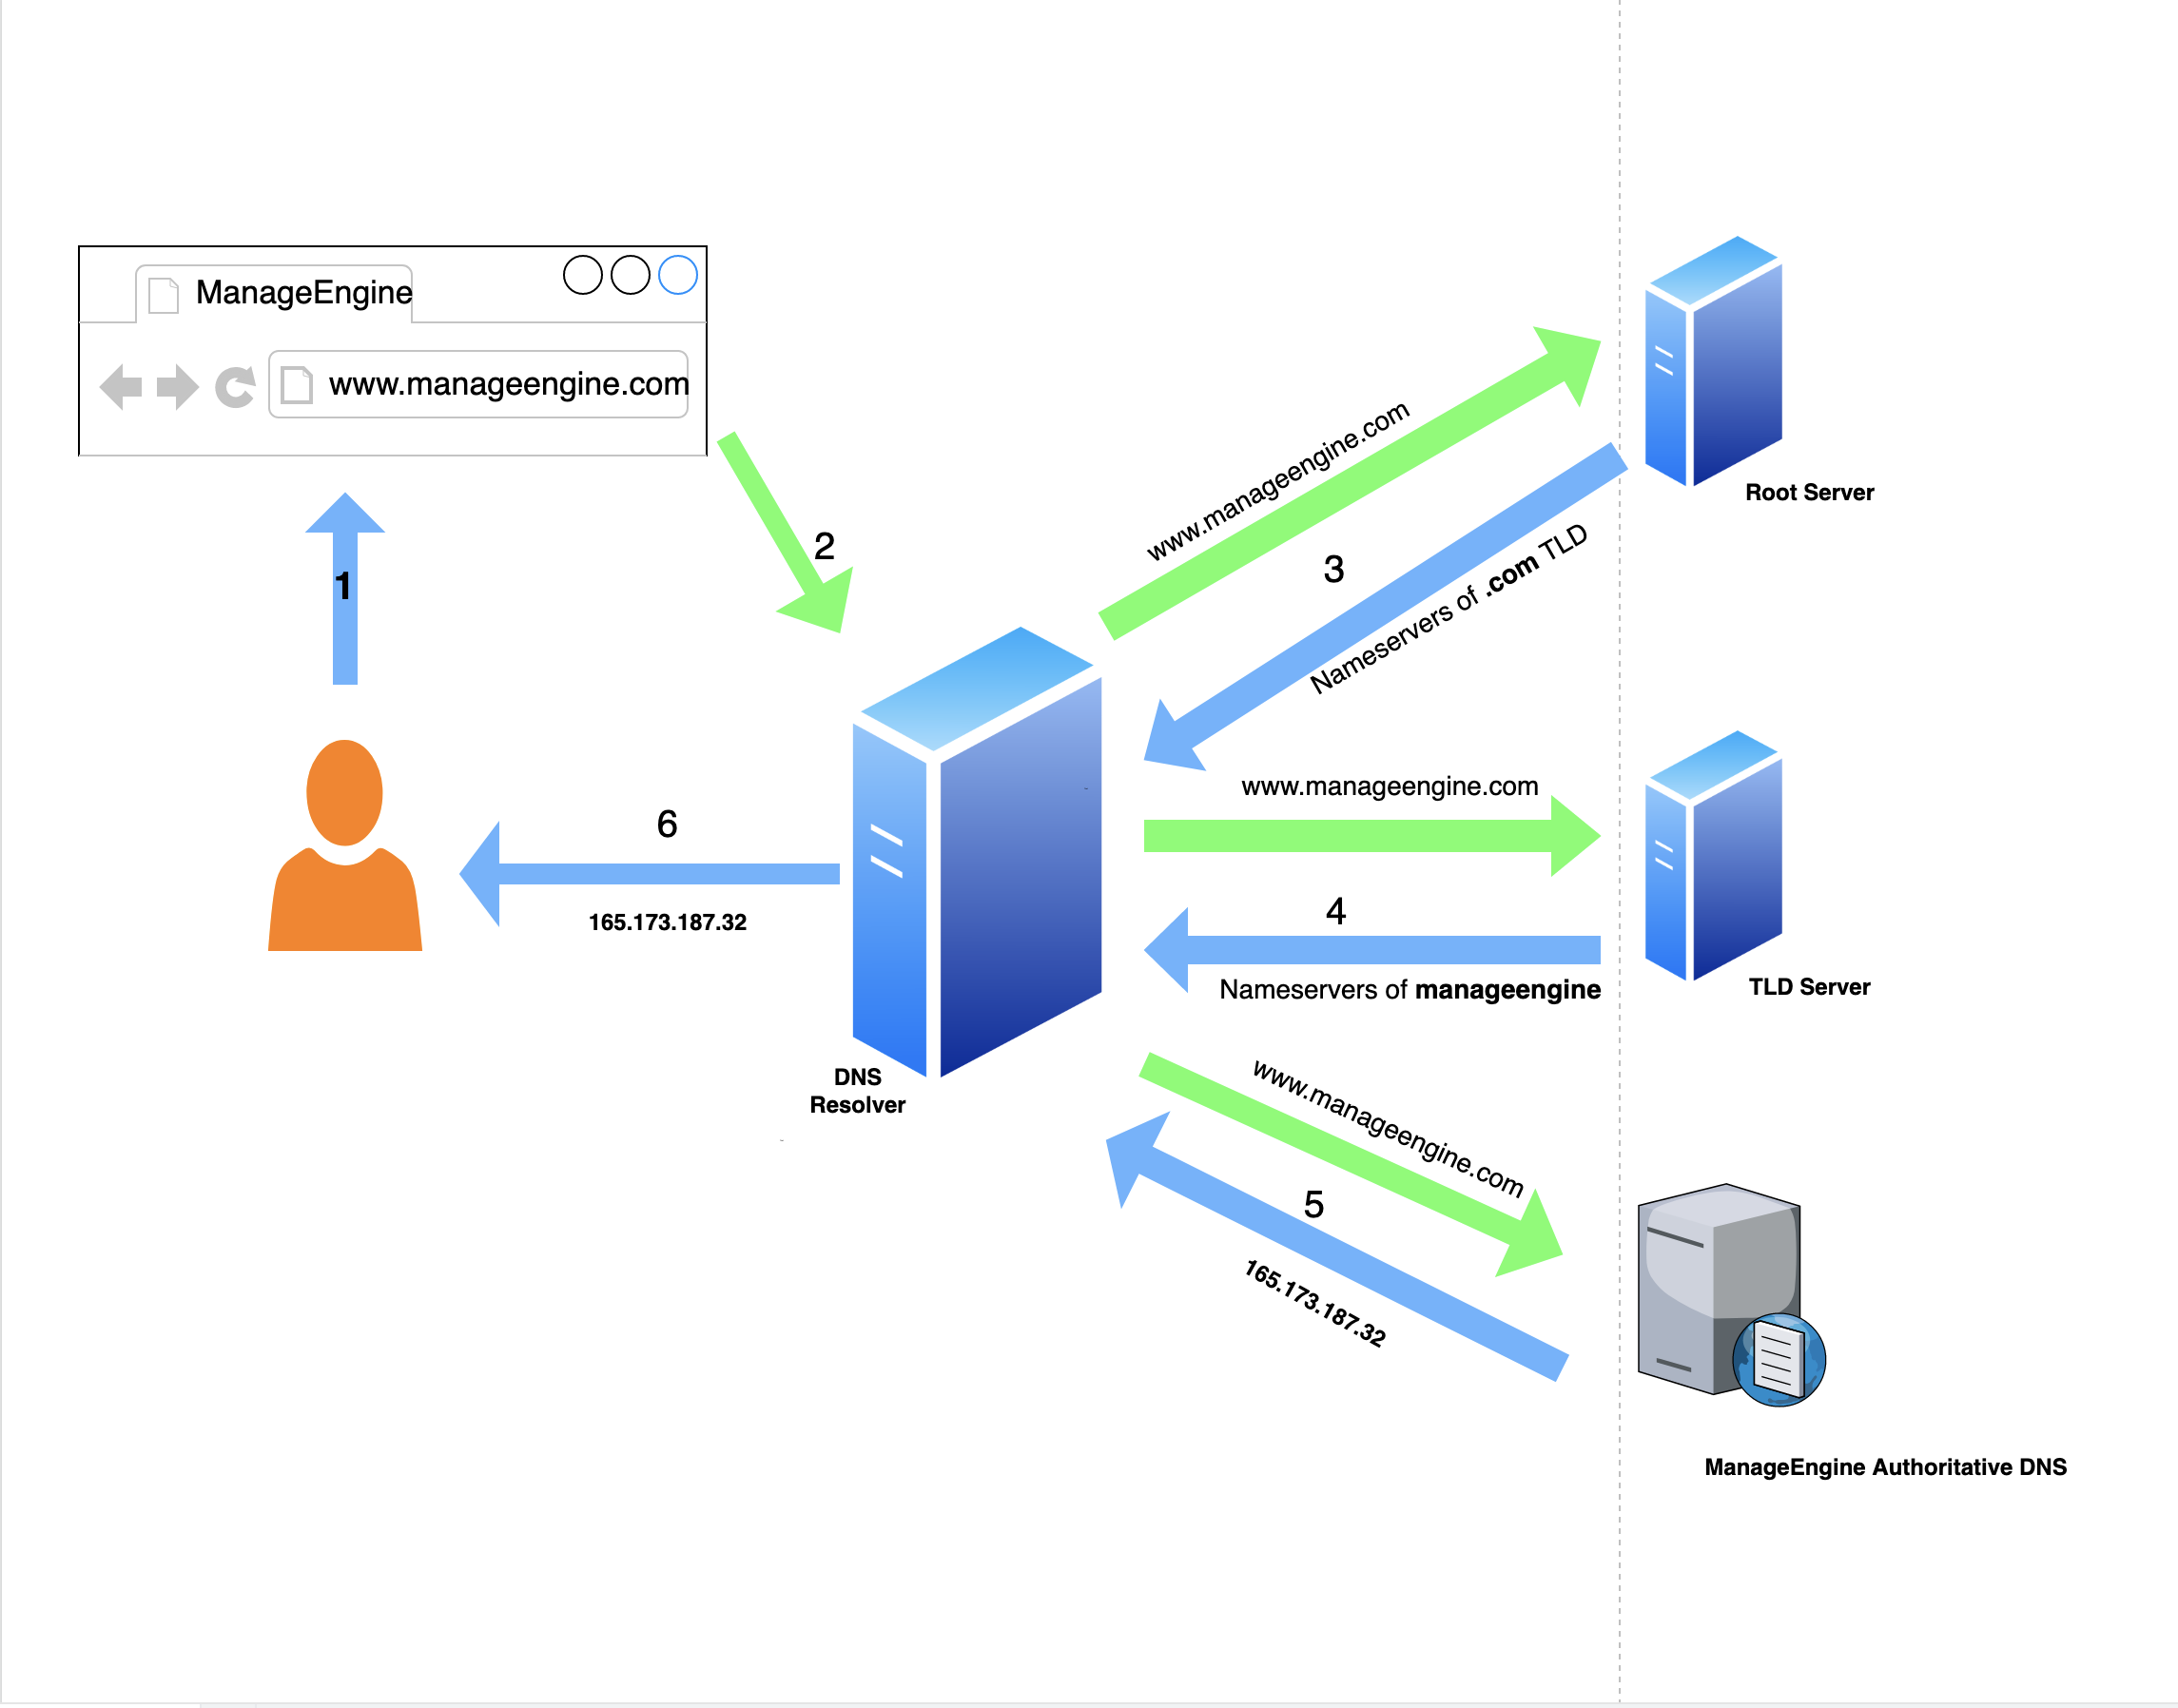 ManageEngine
www.manageengine.com
1
2
www.manageengine.com
3
Nameservers of .com TLD
Root Server
www.manageengine.com
4
Nameservers of manageengine
TLD Server
6
165.173.187.32
DNS
Resolver
www.manageengine.com
5
165.173.187.32
ManageEngine Authoritative DNS